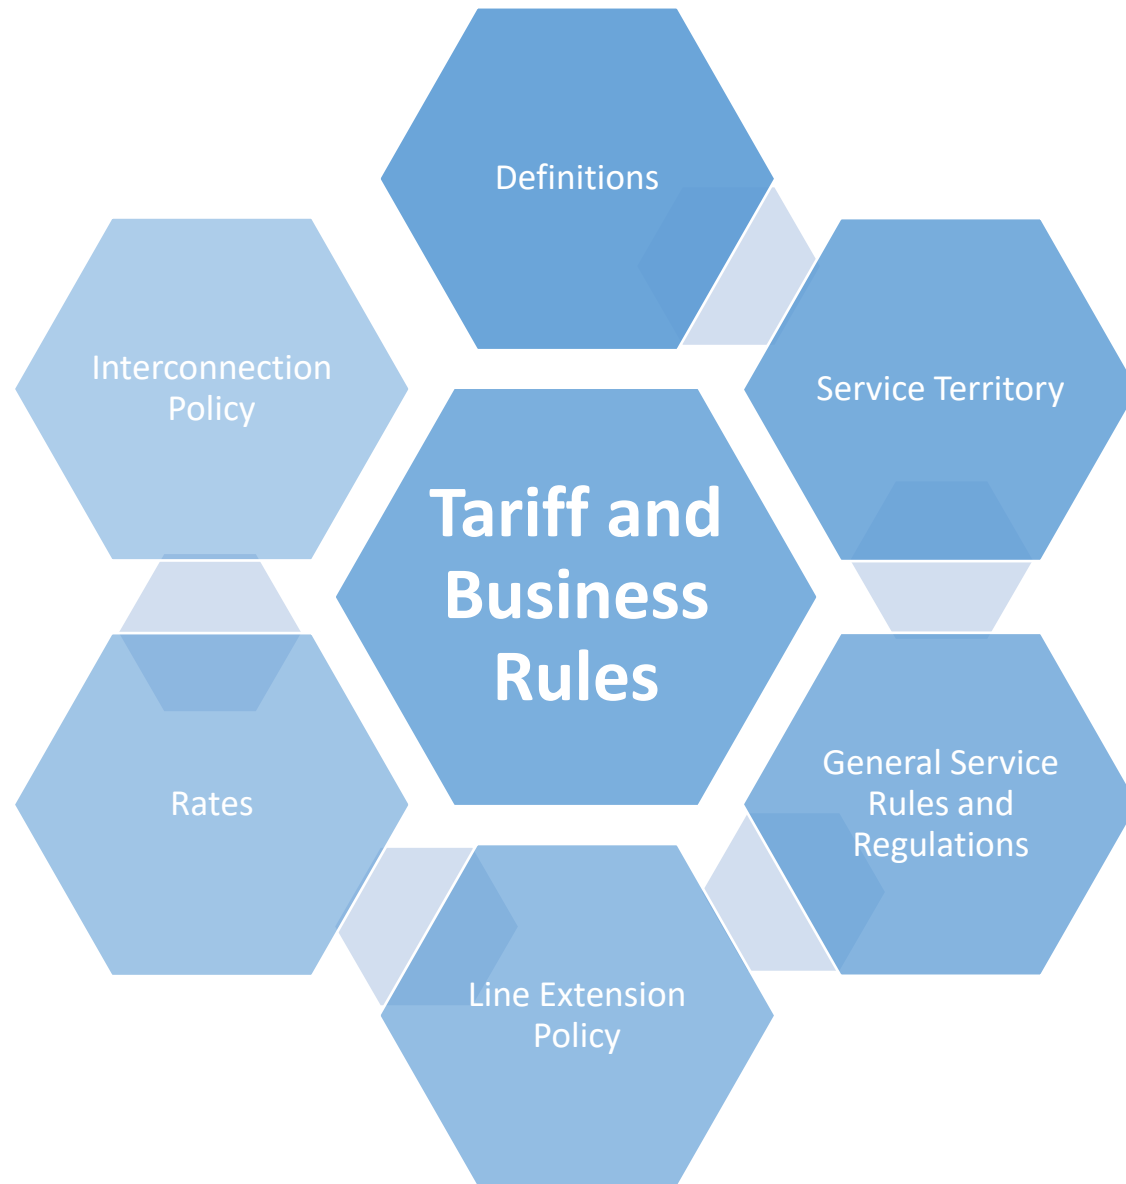 Definitions
Service Territory
General Service
Rules and
Regulations
Line Extension
Policy
Rates
Interconnection
Policy
Tariff and
Business
Rules